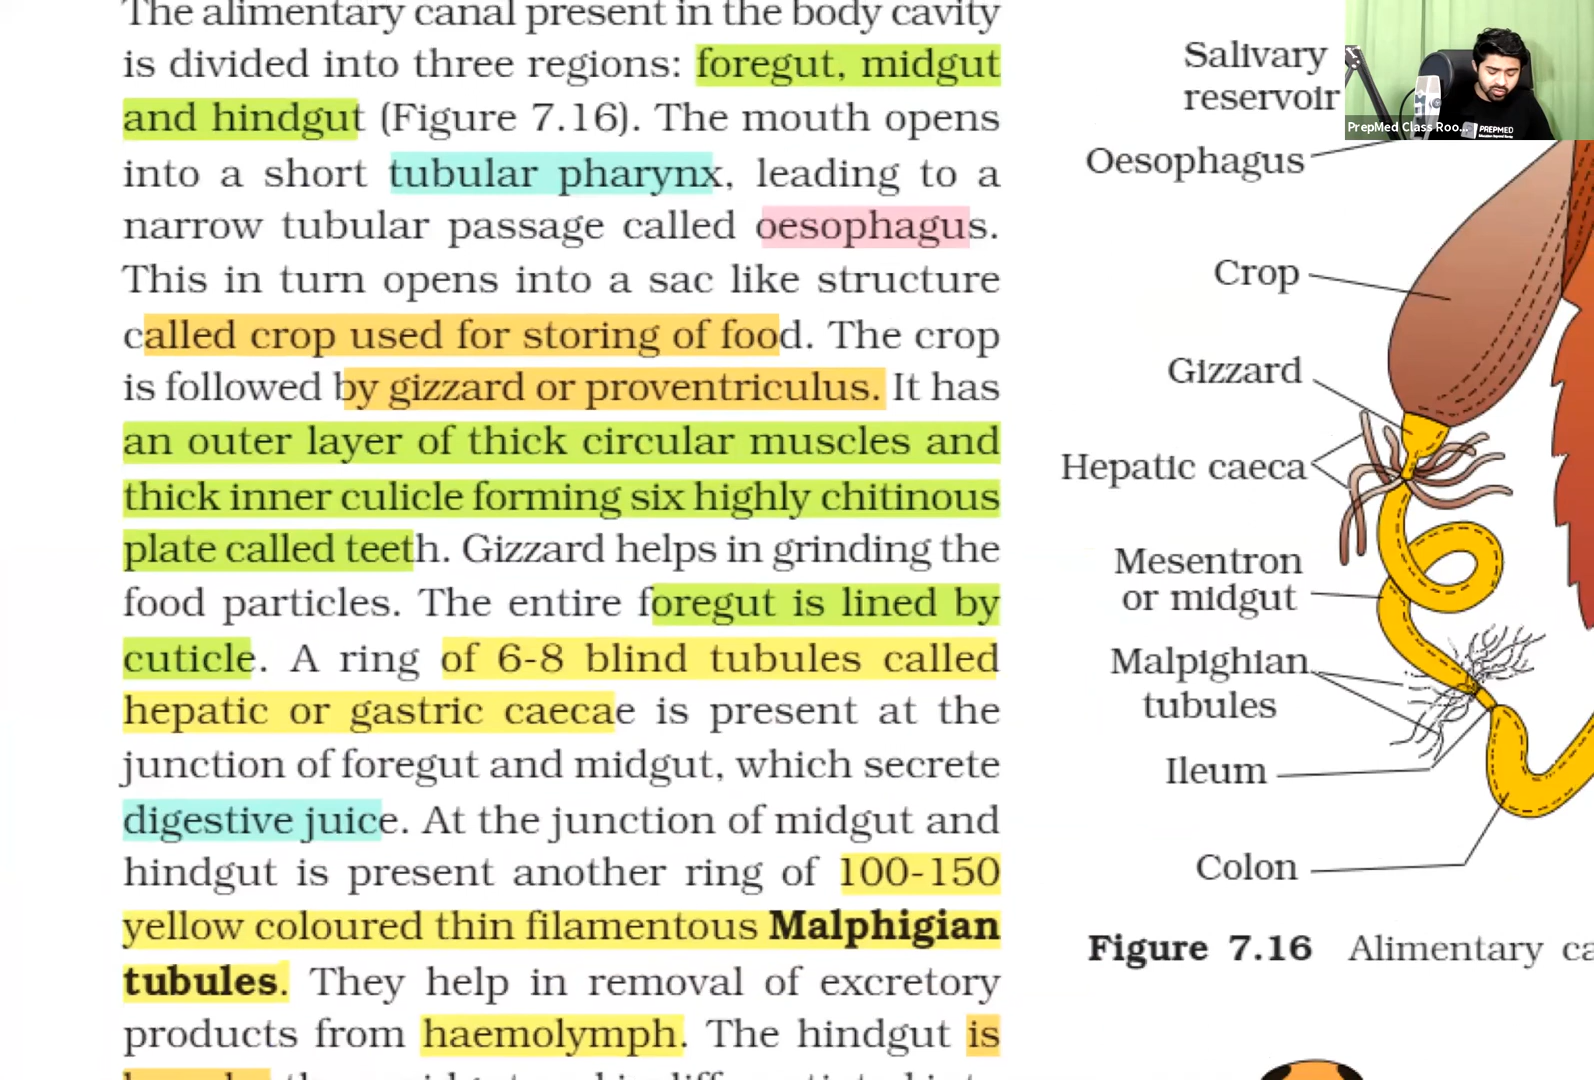 The alimentary canal present in the body cavity
is divided into three regions: foregut, midgut
and hindgut (Figure 7.16). The mouth opens
into a short tubular pharynx, leading to a
narrow tubular passage called oesophagus.
This in turn opens into a sac like structure
called crop used for storing of food. The crop
is followed by gizzard or proventriculus. It has
an outer layer of thick circular muscles and
thick inner culicle forming six highly chitinous
plate called teeth. Gizzard helps in grinding the
food particles. The entire foregut is lined by
cuticle. A ring of 6-8 blind tubules called
hepatic or gastric caecae is present at the
junction of foregut and midgut, which secrete
digestive juice. At the junction of midgut and
hindgut is present another ring of 100-150
yellow coloured thin filamentous Malphigian
tubules. They help in removal of excretory
products from haemolymph. The hindgut is
Salivary
reservoir
Oesophagus
Crop
Gizzard
Hepatic caeca
Mesentron
or midgut
Malpighian
tubules
Ileum
Colon
Figure 7.16 Alimentary ca
PrepMed Class Roo...
PREPMED